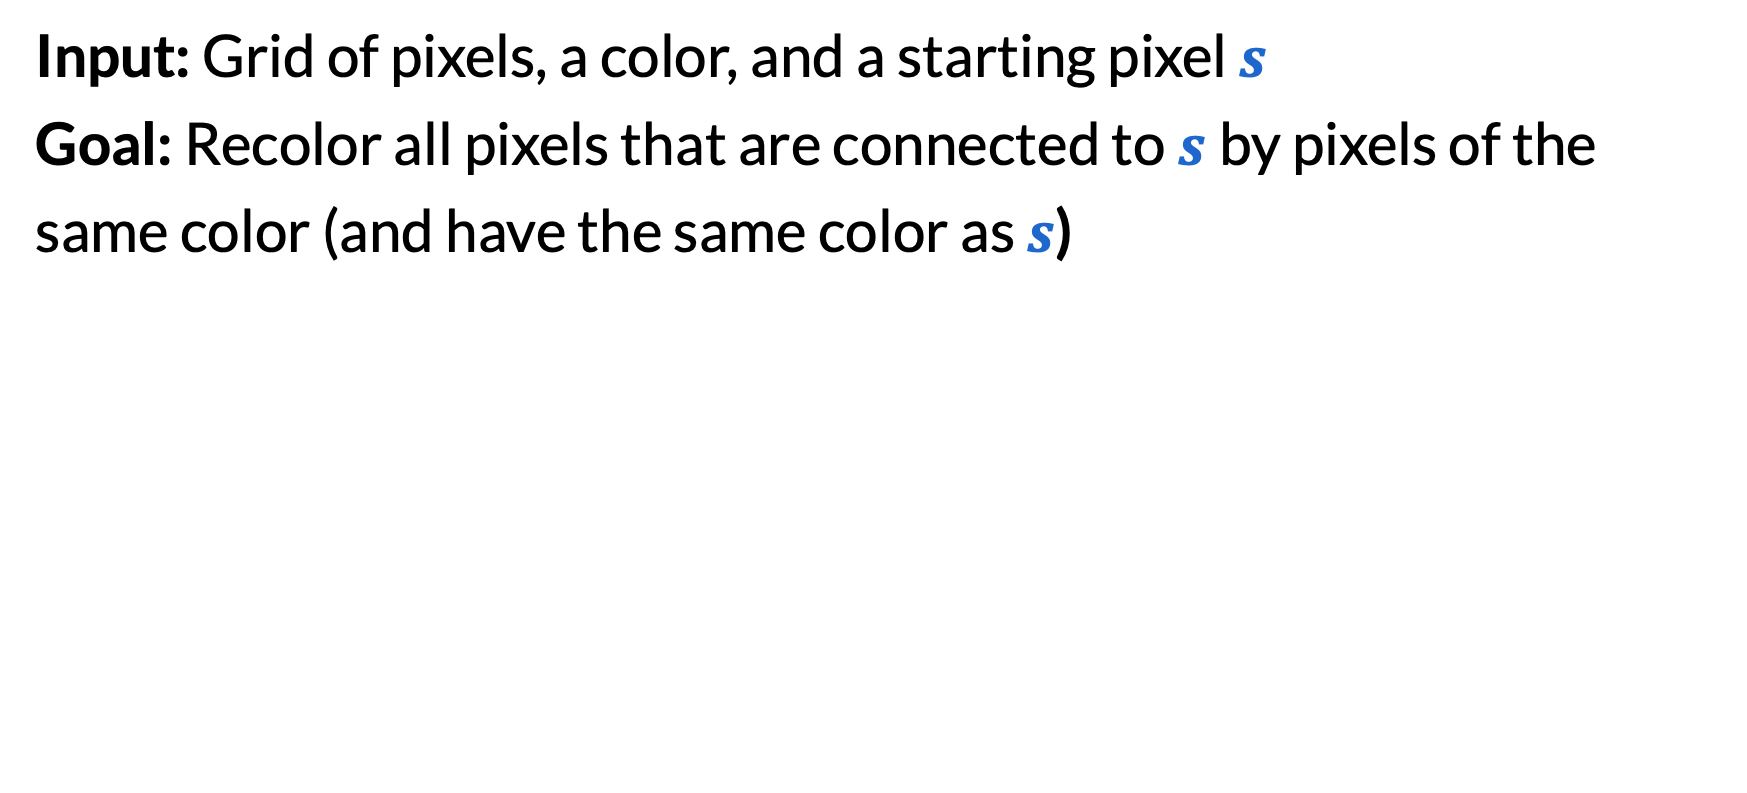 Input: Grid of pixels, a color, and a starting pixel s
Goal: Recolor all pixels that are connected to s by pixels of the
same color (and have the same color as s)